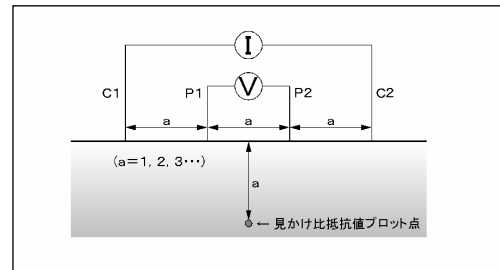 I
V
C1 P1 P2 C2
a a a
(a=1, 2, 3…)
a
← 見かけ比抵抗値プロット点